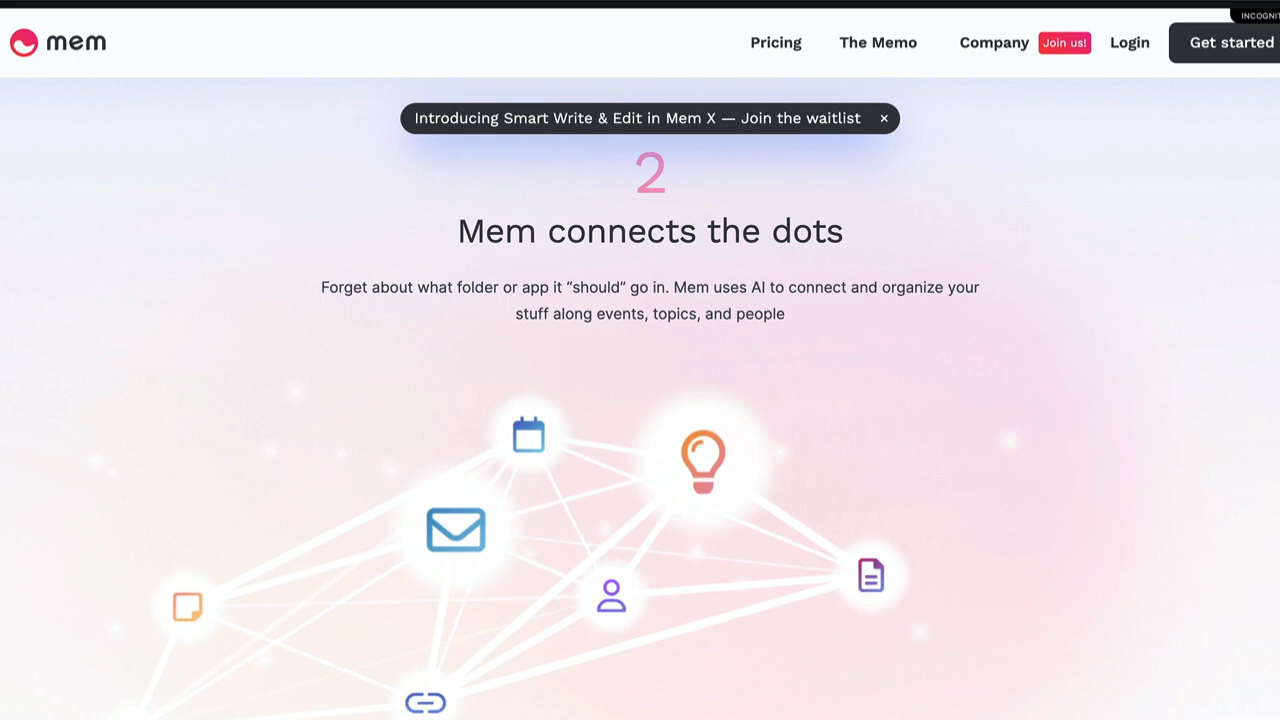 INCOGNIT
mem
Pricing
The Memo
Company
Join us!
Login
Get started
Introducing Smart Write & Edit in Mem X — Join the waitlist ×
2
Mem connects the dots
Forget about what folder or app it “should” go in. Mem uses AI to connect and organize your
stuff along events, topics, and people